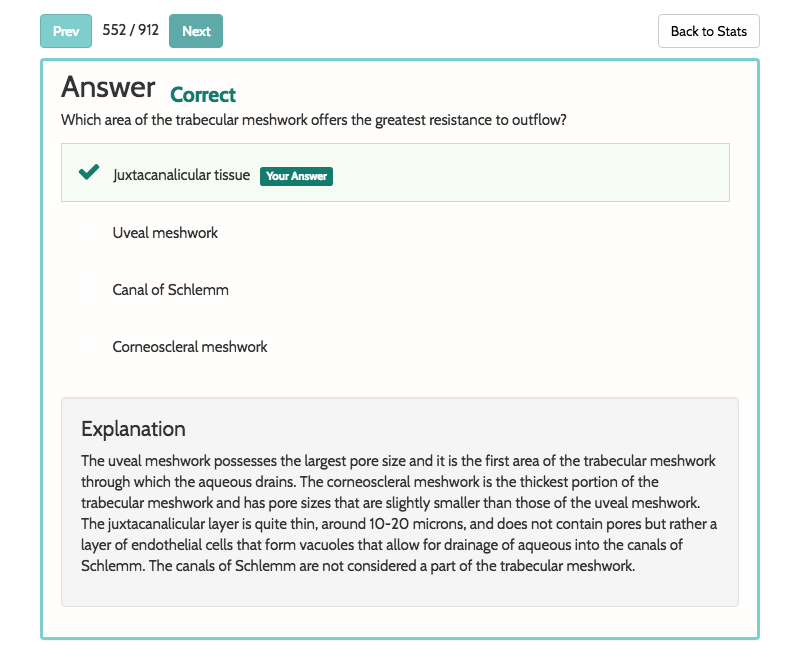 Prev 552 / 912 Next Back to Stats
Answer Correct
Which area of the trabecular meshwork offers the greatest resistance to outflow?
Juxtacanalicular tissue Your Answer
Uveal meshwork
Canal of Schlemm
Corneoscleral meshwork
Explanation
The uveal meshwork possesses the largest pore size and it is the first area of the trabecular meshwork
through which the aqueous drains. The corneoscleral meshwork is the thickest portion of the
trabecular meshwork and has pore sizes that are slightly smaller than those of the uveal meshwork.
The juxtacanalicular layer is quite thin, around 10-20 microns, and does not contain pores but rather a
layer of endothelial cells that form vacuoles that allow for drainage of aqueous into the canals of
Schlemm. The canals of Schlemm are not considered a part of the trabecular meshwork.